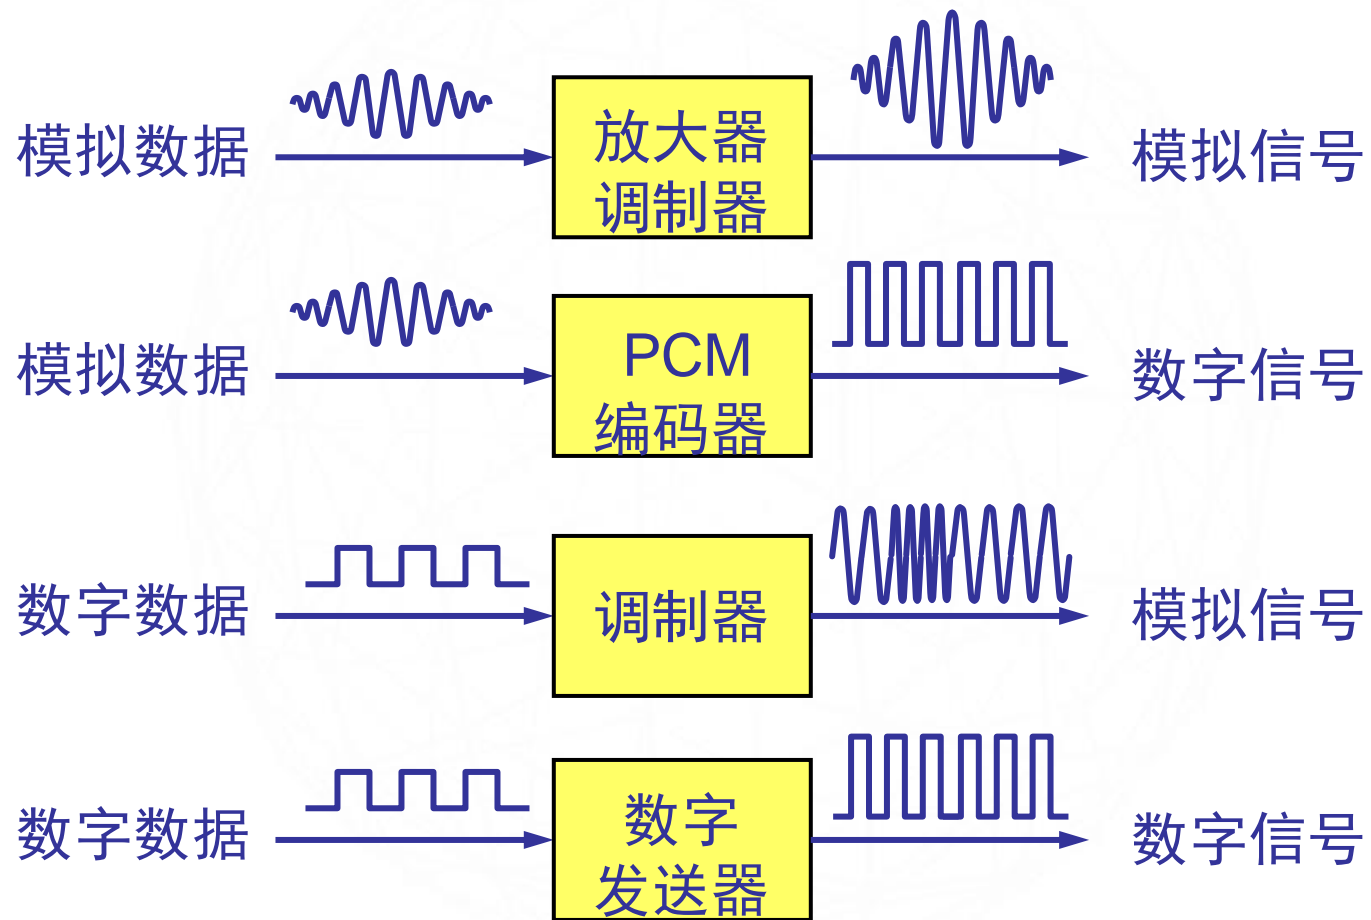 模拟数据
放大器
调制器
模拟信号
模拟数据
PCM
编码器
数字信号
数字数据
调制器
模拟信号
数字数据
数字
发送器
数字信号